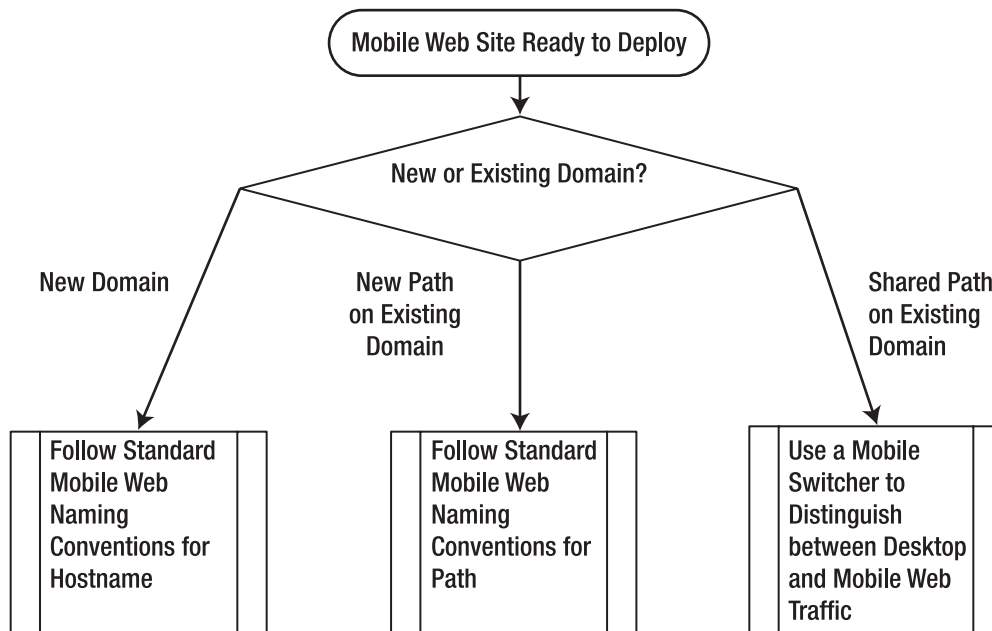 Mobile Web Site Ready to Deploy
New or Existing Domain?
New Domain
New Path
on Existing
Domain
Shared Path
on Existing
Domain
Follow Standard
Mobile Web
Naming
Conventions for
Hostname
Follow Standard
Mobile Web
Naming
Conventions for
Path
Use a Mobile
Switcher to
Distinguish
between Desktop
and Mobile Web
Traffic